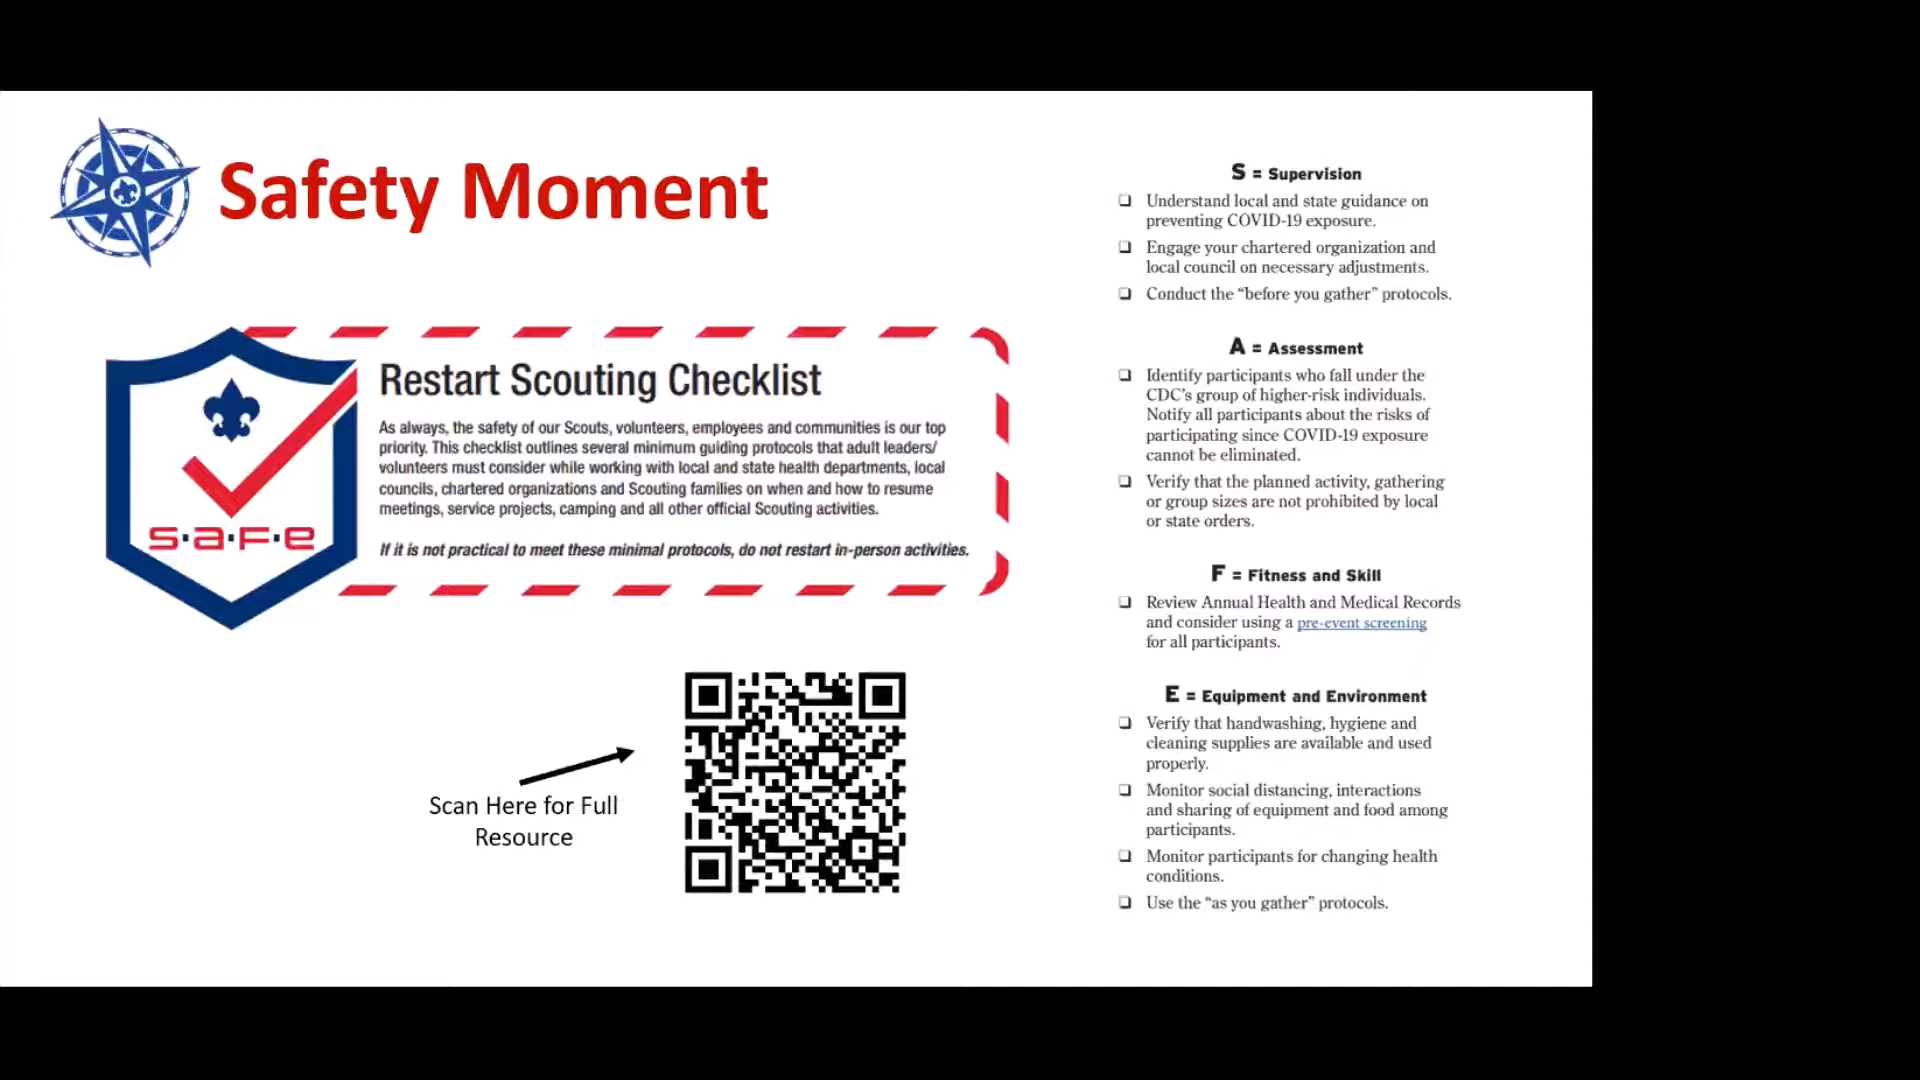 Safety Moment
Restart Scouting Checklist
As always, the safety of our Scouts, volunteers, employees and communities is our top
priority. This checklist outlines several minimum guiding protocols that adult leaders/
volunteers must consider while working with local and state health departments, local
councils, chartered organizations and Scouting families on when and how to resume
meetings, service projects, camping and all other official Scouting activities.
If it is not practical to meet these minimal protocols, do not restart in-person activities.
s·a·F·e
Scan Here for Full
Resource
S = Supervision
❑ Understand local and state guidance on
preventing COVID-19 exposure.
❑ Engage your chartered organization and
local council on necessary adjustments.
❑ Conduct the “before you gather” protocols.
A = Assessment
❑ Identify participants who fall under the
CDC’s group of higher-risk individuals.
Notify all participants about the risks of
participating since COVID-19 exposure
cannot be eliminated.
❑ Verify that the planned activity, gathering
or group sizes are not prohibited by local
or state orders.
F = Fitness and Skill
❑ Review Annual Health and Medical Records
and consider using a pre-event screening
for all participants.
E = Equipment and Environment
❑ Verify that handwashing, hygiene and
cleaning supplies are available and used
properly.
❑ Monitor social distancing, interactions
and sharing of equipment and food among
participants.
❑ Monitor participants for changing health
conditions.
❑ Use the “as you gather” protocols.